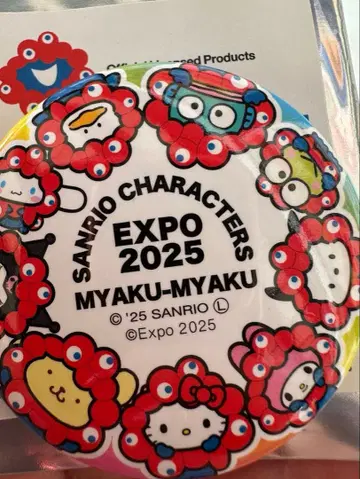 Official Licensed Products
SANRIO CHARACTERS
EXPO
2025
MYAKU-MYAKU
© '25 SANRIO Ⓛ
©Expo 2025